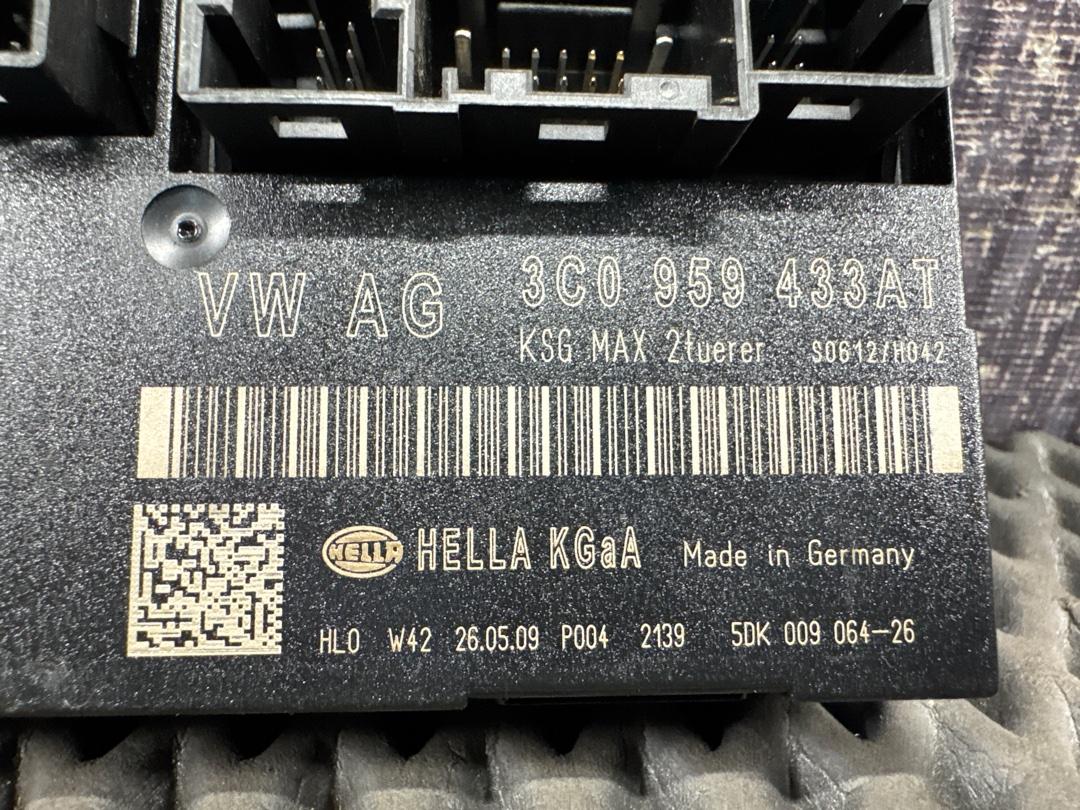 VW AG 3C0 959 433AT
KSG MAX 2tuerer S0612/H042
HELLA HELLA KGaA Made in Germany
HLO W42 26.05.09 P004 2139 5DK 009 064-26